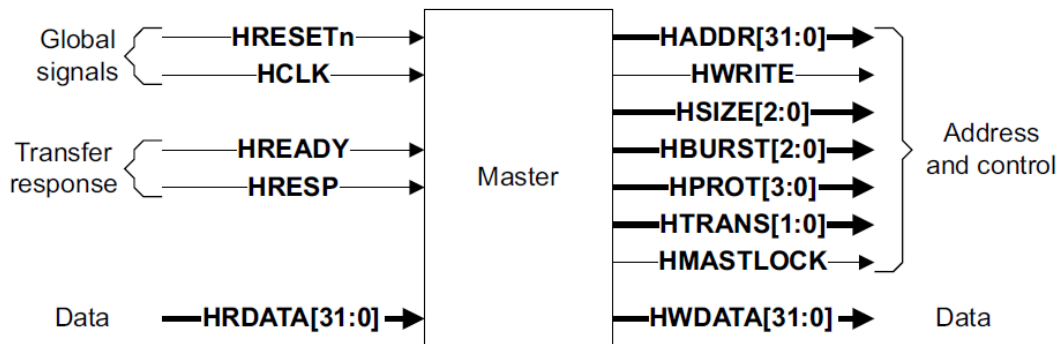 Global
signals
HRESETn
HCLK
Transfer
response
HREADY
HRESP
Data
HRDATA[31:0]
Master
HADDR[31:0]
HWRITE
HSIZE[2:0]
HBURST[2:0]
HPROT[3:0]
HTRANS[1:0]
HMASTLOCK
Address
and control
HWDATA[31:0]
Data